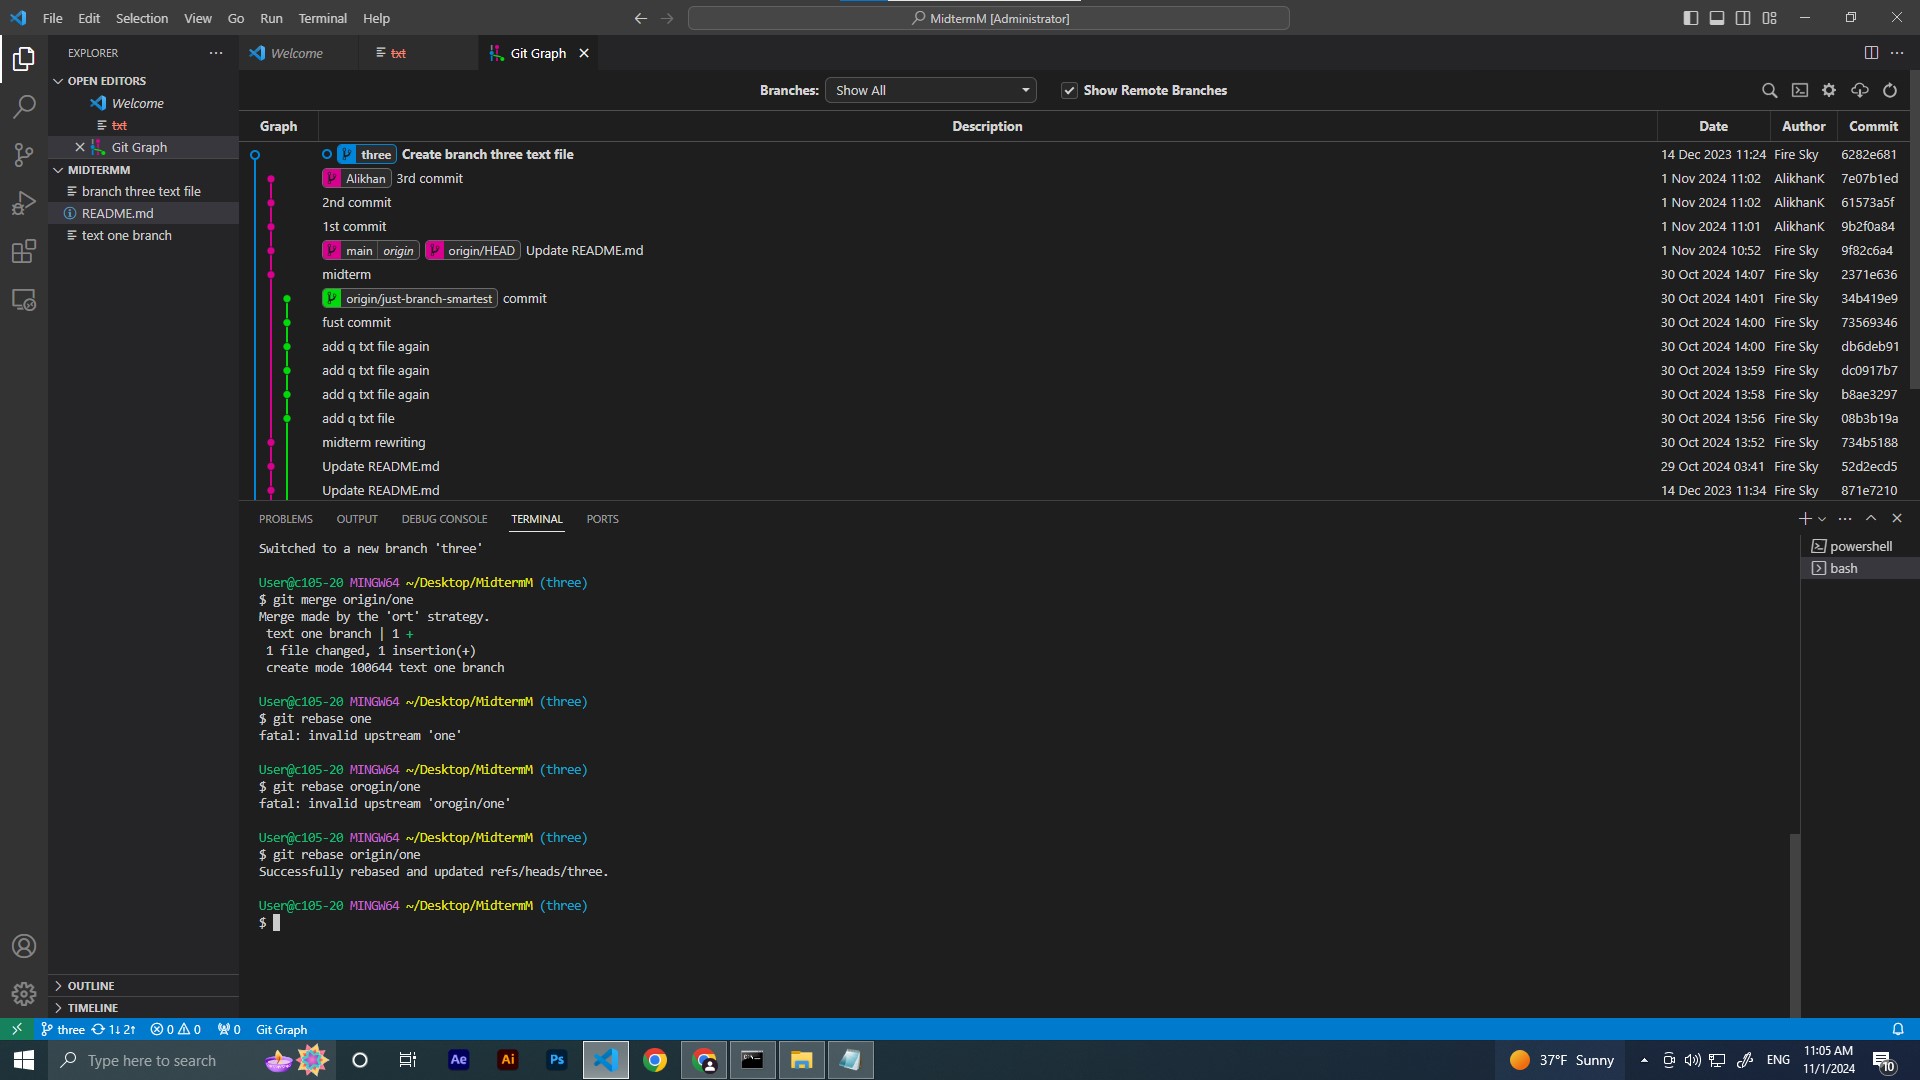 File Edit Selection View Go Run Terminal Help
MidtermM [Administrator]
EXPLORER
Welcome
txt
Git Graph
OPEN EDITORS
Welcome
txt
Git Graph
MIDTERMM
branch three text file
README.md
text one branch
OUTLINE
TIMELINE
Branches: Show All Show Remote Branches
Graph Description Date Author Commit
three Create branch three text file 14 Dec 2023 11:24 Fire Sky 6282e681
Alikhan 3rd commit 1 Nov 2024 11:02 AlikhanK 7e07b1ed
2nd commit 1 Nov 2024 11:02 AlikhanK 61573a5f
1st commit 1 Nov 2024 11:01 AlikhanK 9b2f0a84
main origin origin/HEAD Update README.md 1 Nov 2024 10:52 Fire Sky 9f82c6a4
midterm 30 Oct 2024 14:07 Fire Sky 2371e636
origin/just-branch-smartest commit 30 Oct 2024 14:01 Fire Sky 34b419e9
fust commit 30 Oct 2024 14:00 Fire Sky 73569346
add q txt file again 30 Oct 2024 14:00 Fire Sky db6deb91
add q txt file again 30 Oct 2024 13:59 Fire Sky dc0917b7
add q txt file again 30 Oct 2024 13:58 Fire Sky b8ae3297
add q txt file 30 Oct 2024 13:56 Fire Sky 08b3b19a
midterm rewriting 30 Oct 2024 13:52 Fire Sky 734b5188
Update README.md 29 Oct 2024 03:41 Fire Sky 52d2ecd5
Update README.md 14 Dec 2023 11:34 Fire Sky 871e7210
PROBLEMS OUTPUT DEBUG CONSOLE TERMINAL PORTS
powershell
bash
Switched to a new branch 'three'
User@c105-20 MINGW64 ~/Desktop/MidtermM (three)
$ git merge origin/one
Merge made by the 'ort' strategy.
text one branch | 1 +
1 file changed, 1 insertion(+)
create mode 100644 text one branch
User@c105-20 MINGW64 ~/Desktop/MidtermM (three)
$ git rebase one
fatal: invalid upstream 'one'
User@c105-20 MINGW64 ~/Desktop/MidtermM (three)
$ git rebase orogin/one
fatal: invalid upstream 'orogin/one'
User@c105-20 MINGW64 ~/Desktop/MidtermM (three)
$ git rebase origin/one
Successfully rebased and updated refs/heads/three.
User@c105-20 MINGW64 ~/Desktop/MidtermM (three)
$
three 1↓ 2↑ 0 0 0 Git Graph
Type here to search
Ae
Ai
Ps
37°F Sunny
ENG
11:05 AM
11/1/2024
10